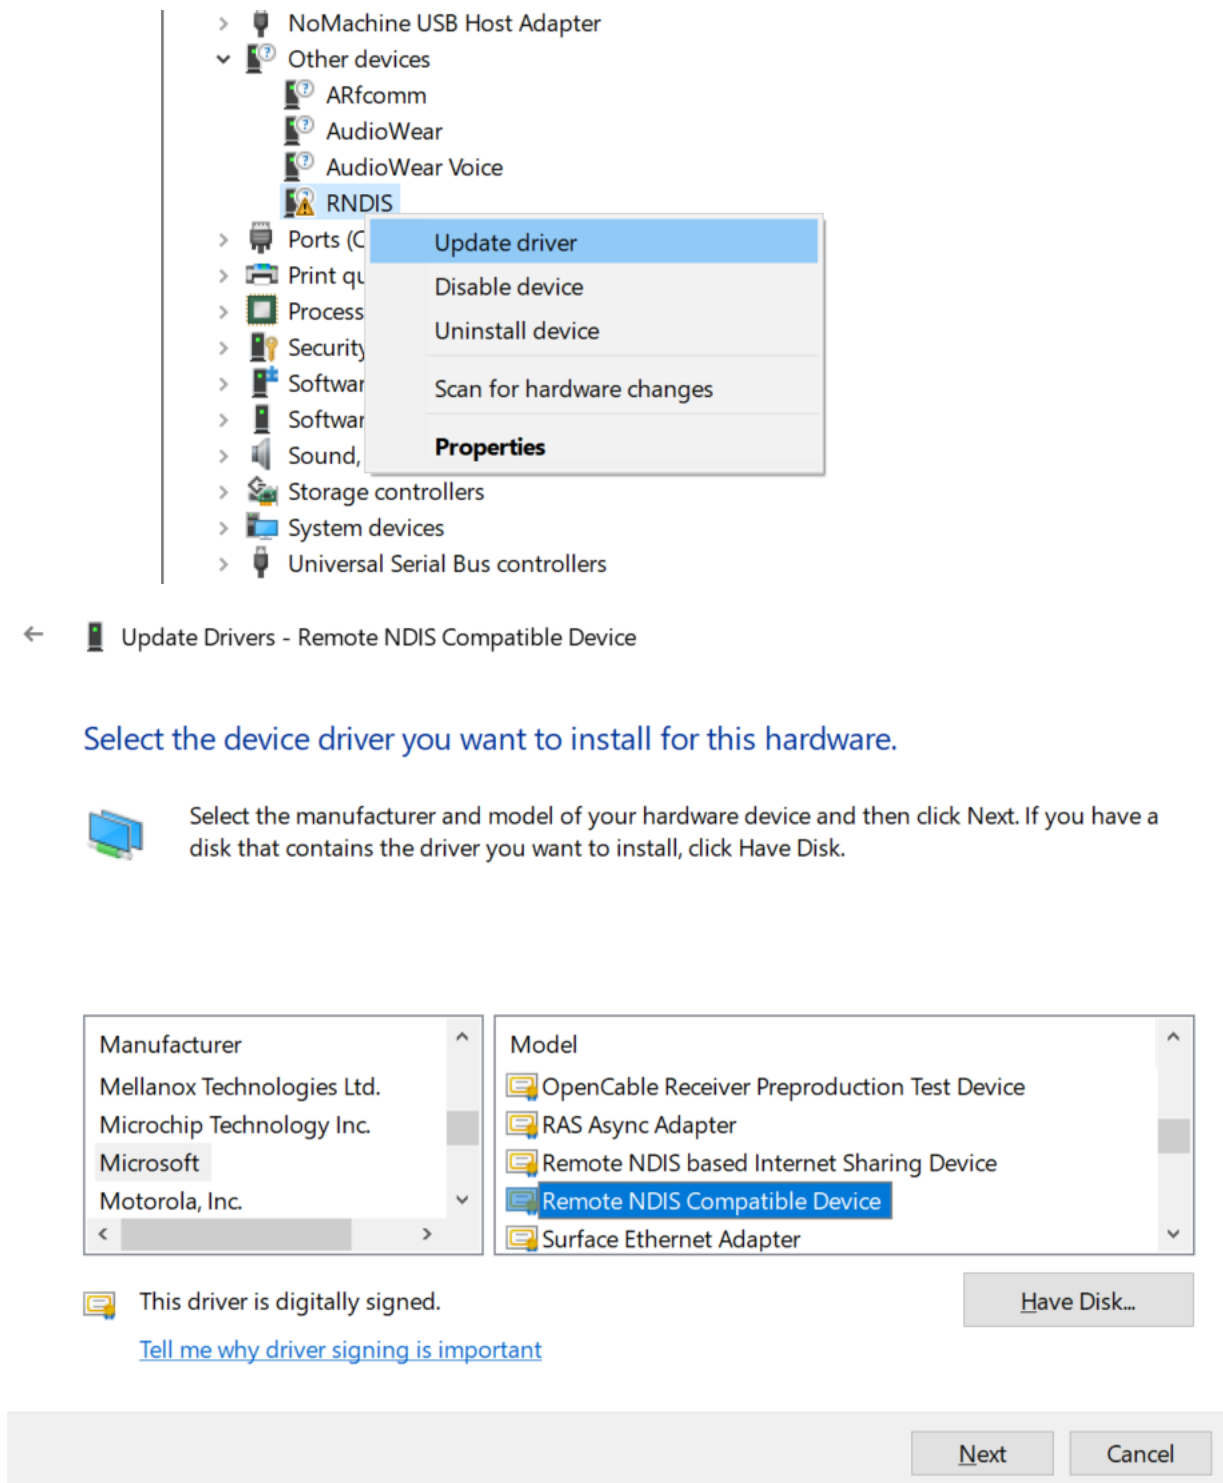 NoMachine USB Host Adapter
Other devices
ARfcomm
AudioWear
AudioWear Voice
RNDIS
Ports (C
Update driver
Print qu
Disable device
Process
Uninstall device
Security
Softwar
Scan for hardware changes
Softwar
Properties
Sound,
Storage controllers
System devices
Universal Serial Bus controllers
Update Drivers - Remote NDIS Compatible Device
Select the device driver you want to install for this hardware.
Select the manufacturer and model of your hardware device and then click Next. If you have a
disk that contains the driver you want to install, click Have Disk.
Manufacturer
Mellanox Technologies Ltd.
Microchip Technology Inc.
Microsoft
Motorola, Inc.
Model
OpenCable Receiver Preproduction Test Device
RAS Async Adapter
Remote NDIS based Internet Sharing Device
Remote NDIS Compatible Device
Surface Ethernet Adapter
This driver is digitally signed.
Have Disk...
Tell me why driver signing is important
Next
Cancel